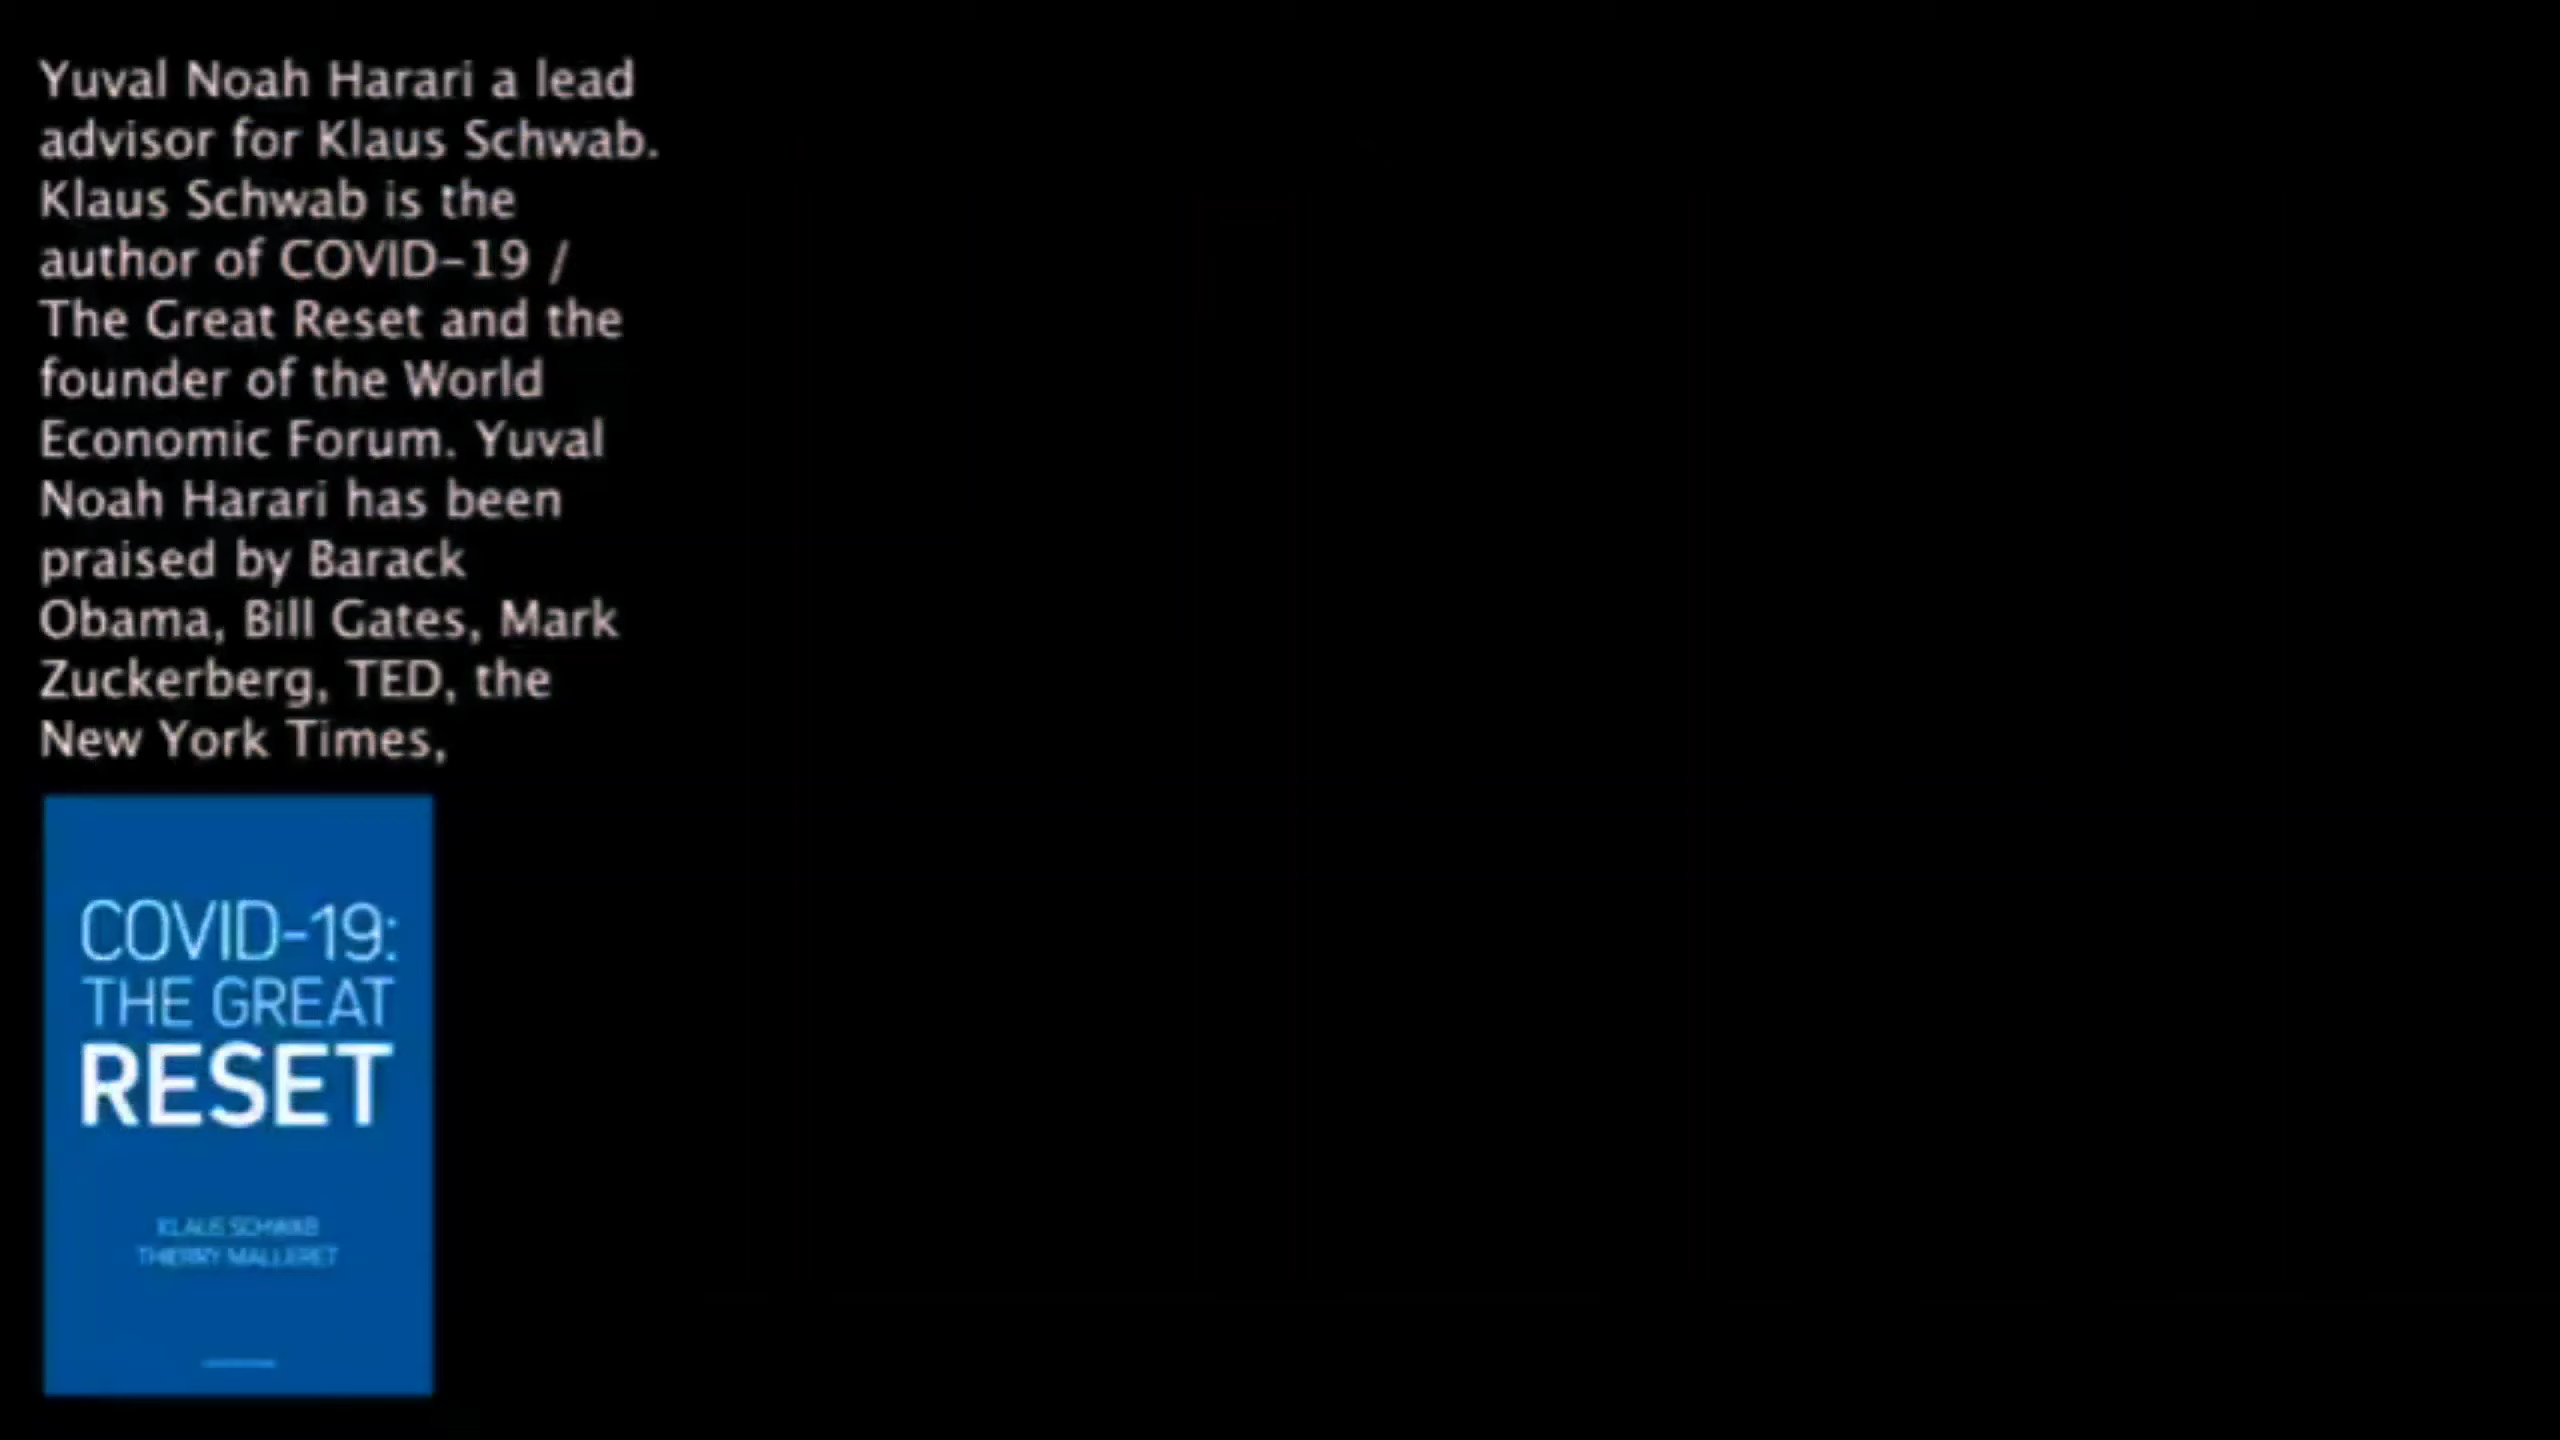 Yuval Noah Harari a lead
advisor for Klaus Schwab.
Klaus Schwab is the
author of COVID-19 /
The Great Reset and the
founder of the World
Economic Forum. Yuval
Noah Harari has been
praised by Barack
Obama, Bill Gates, Mark
Zuckerberg, TED, the
New York Times,
COVID-19:
THE GREAT
RESET
KLAUS SCHWAB
THIERRY MALLERET